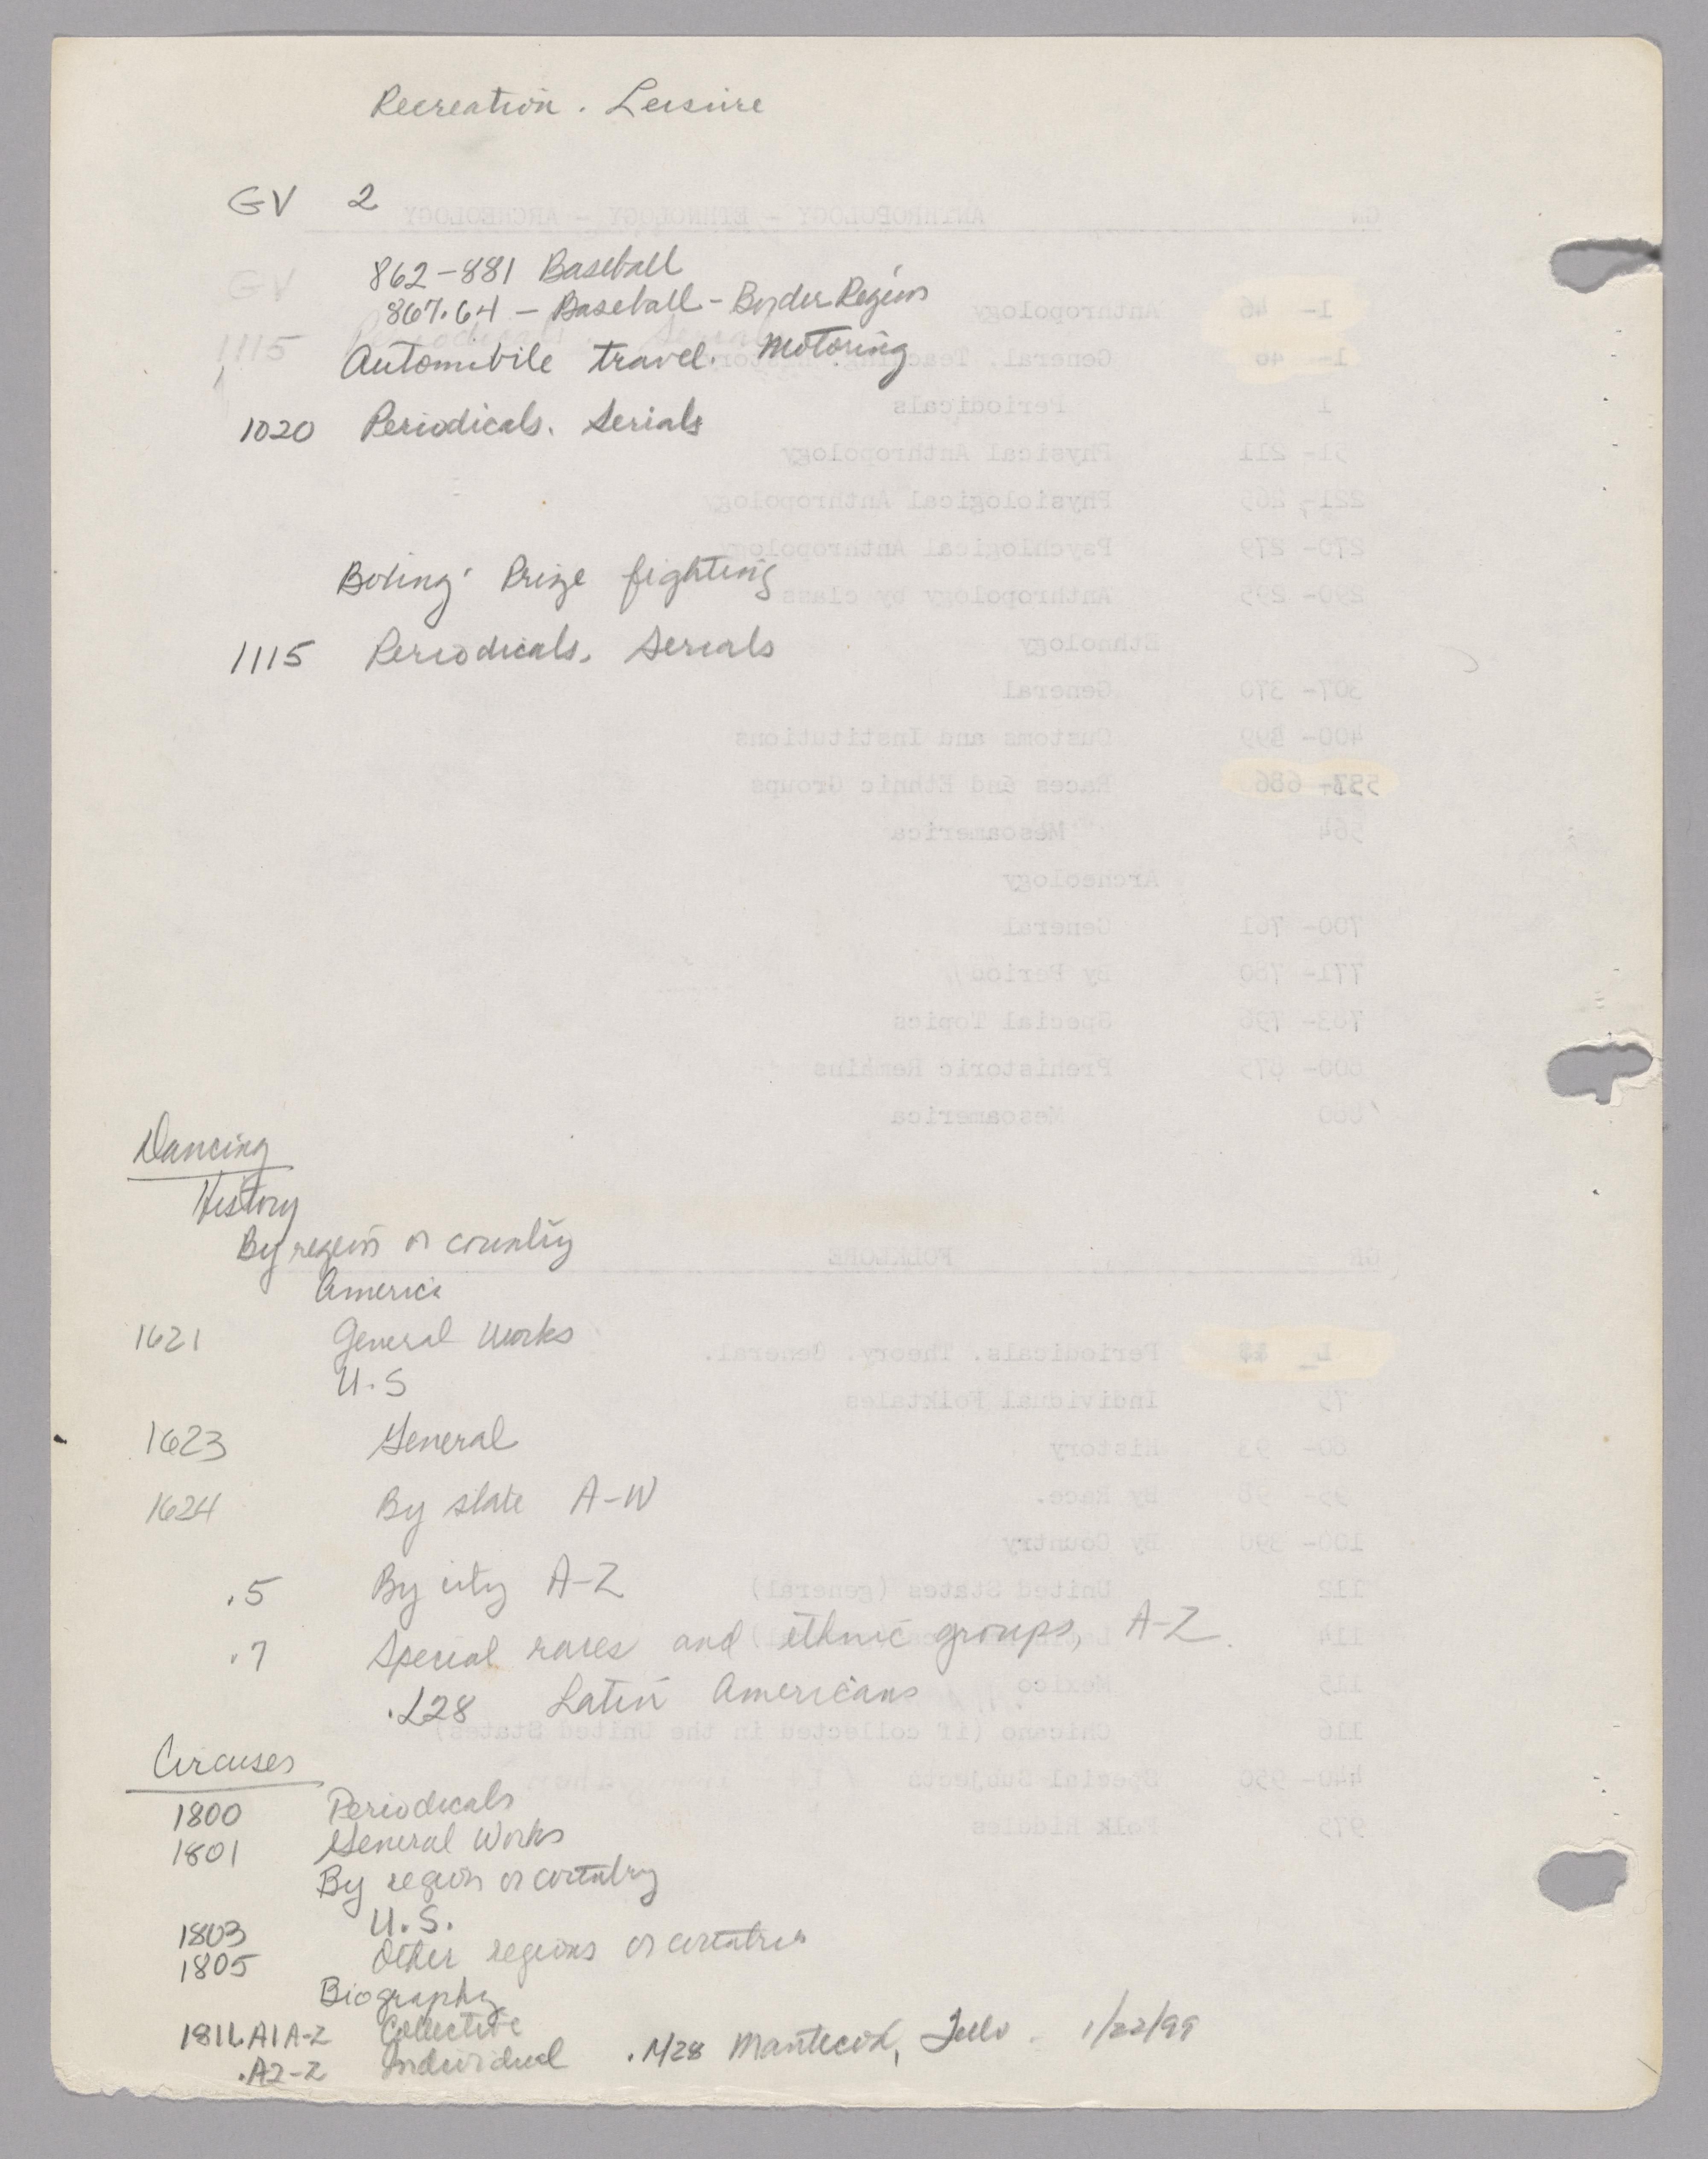 Recreation. Leisure
GV 2
862-881 Baseball
867.64 - Baseball - Border Region
Automobile travel. Motoring
1020 Periodicals. Serials
Boxing. Prize fighting
1115 Periodicals. Serials
Dancing
History
By region or country
America
1621 General Works
U.S
1623 General
1624 By state A-W
.5 By city A-Z
.7 Special races and ethnic groups, A-Z
.L28 Latin Americans
Circuses
1800 Periodicals
1801 General Works
By region or country
U.S.
1803
1805 Other regions or countries
Biography
1811.A1A-Z Collective
.A2-Z Individual .M28 Mantecon, 1/22/99